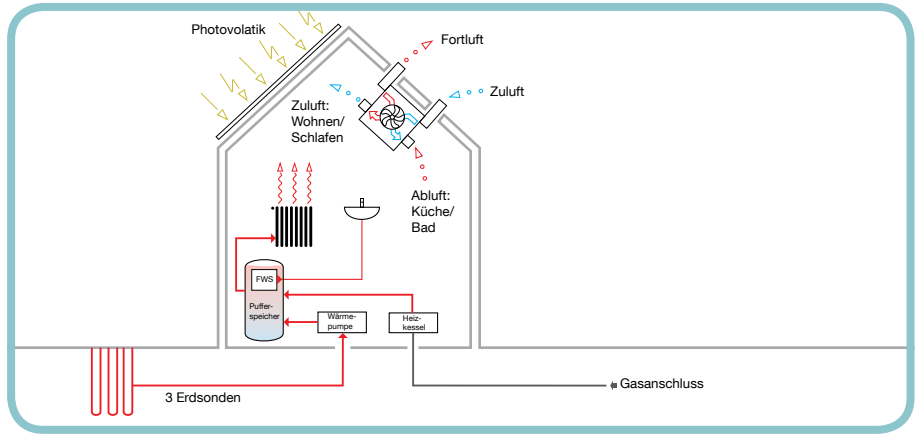 Photovolatik
Fortluft
Zuluft
Zuluft:
Wohnen/
Schlafen
Abluft:
Küche/
Bad
FWS
Puffer-
speicher
Wärme-
pumpe
Heiz-
kessel
Gasanschluss
3 Erdsonden